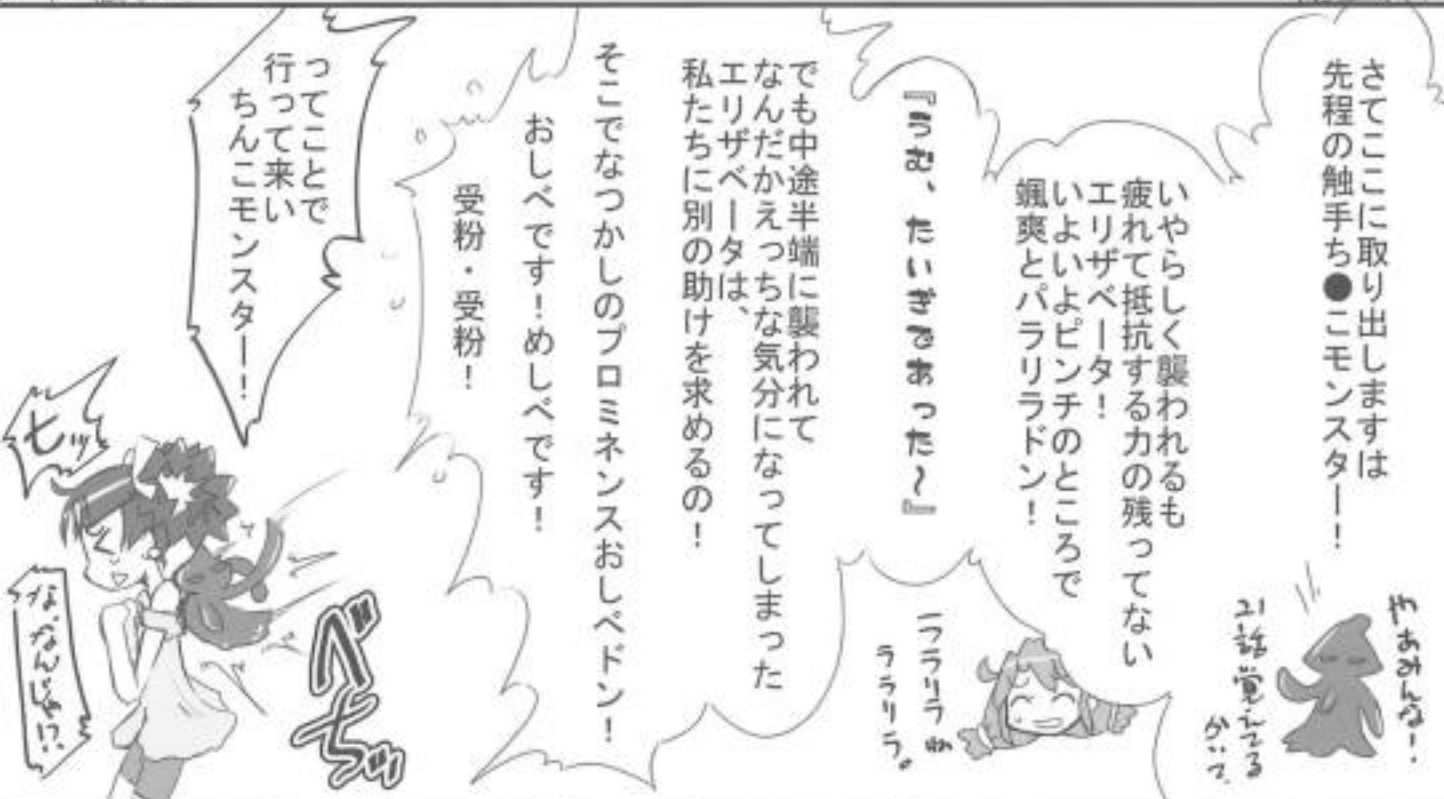 さてここに取り出しますは
先程の触手ち●こモンスター！
やあみんな！
21話覚えてる
かい？
いやらしく襲われるも
疲れて抵抗する力の残ってない
エリザベータ！
いよいよピンチのところで
颯爽とパラリラドン！
『うむ、たいぎであった～』
ララリラ
でも中途半端に襲われて
なんだかえっちな気分になってしまった
エリザベータは、
私たちに別の助けを求めるの！
そこでなつかしのプロミネンスおしべドン！
おしべです！めしべです！
受粉・受粉！
ってことで
行って来い
ちんこモンスター！
べちッ
ヒッ
な、なんじゃ!?